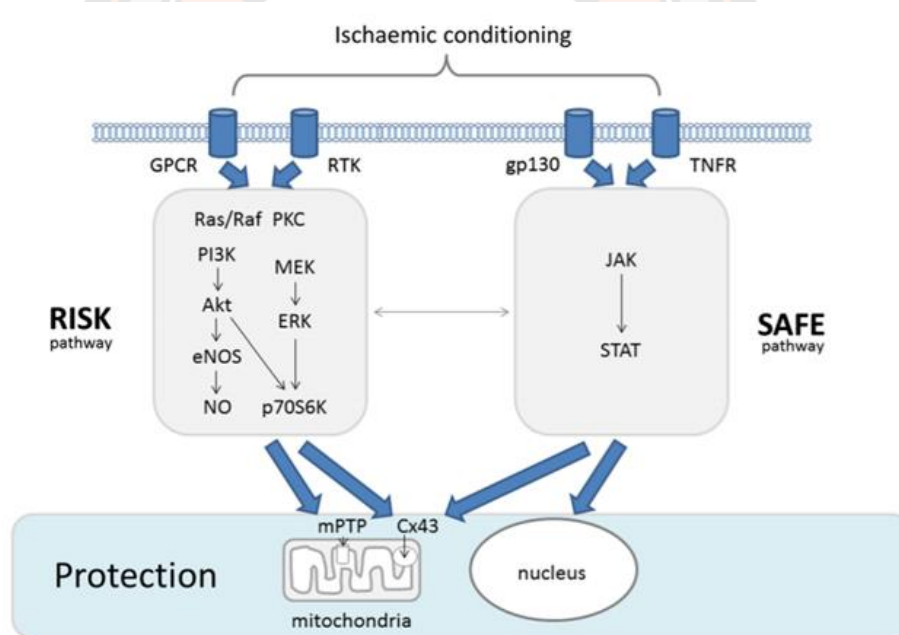 Ischaemic conditioning
GPCR
RTK
gp130
TNFR
Ras/Raf PKC
PI3K
MEK
Akt
ERK
eNOS
NO
p70S6K
RISK
pathway
JAK
STAT
SAFE
pathway
mPTP
Cx43
Protection
mitochondria
nucleus